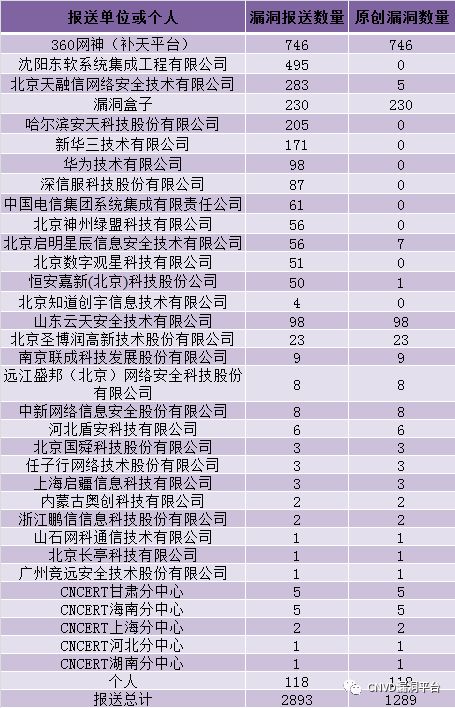 报送单位或个人 漏洞报送数量 原创漏洞数量
360网神（补天平台） 746 746
沈阳东软系统集成工程有限公司 495 0
北京天融信网络安全技术有限公司 283 5
漏洞盒子 230 230
哈尔滨安天科技股份有限公司 205 0
新华三技术有限公司 171 0
华为技术有限公司 98 0
深信服科技股份有限公司 87 0
中国电信集团系统集成有限责任公司 61 0
北京神州绿盟科技有限公司 56 0
北京启明星辰信息安全技术有限公司 56 7
北京数字观星科技有限公司 51 0
恒安嘉新(北京)科技股份公司 50 1
北京知道创宇信息技术有限公司 4 0
山东云天安全技术有限公司 98 98
北京圣博润高新技术股份有限公司 23 23
南京联成科技发展股份有限公司 9 9
远江盛邦（北京）网络安全科技股份
有限公司 8 8
中新网络信息安全股份有限公司 8 8
河北盾安科技有限公司 6 6
北京国舜科技股份有限公司 3 3
任子行网络技术股份有限公司 3 3
上海启疆信息科技有限公司 3 3
内蒙古奥创科技有限公司 2 2
浙江鹏信信息科技股份有限公司 2 2
山石网科通信技术有限公司 1 1
北京长亭科技有限公司 1 1
广州竞远安全技术股份有限公司 1 1
CNCERT甘肃分中心 5 5
CNCERT海南分中心 5 5
CNCERT上海分中心 2 2
CNCERT河北分中心 1 1
CNCERT湖南分中心 1 1
个人 118 118
CNVD漏洞平台
报送总计 2893 1289